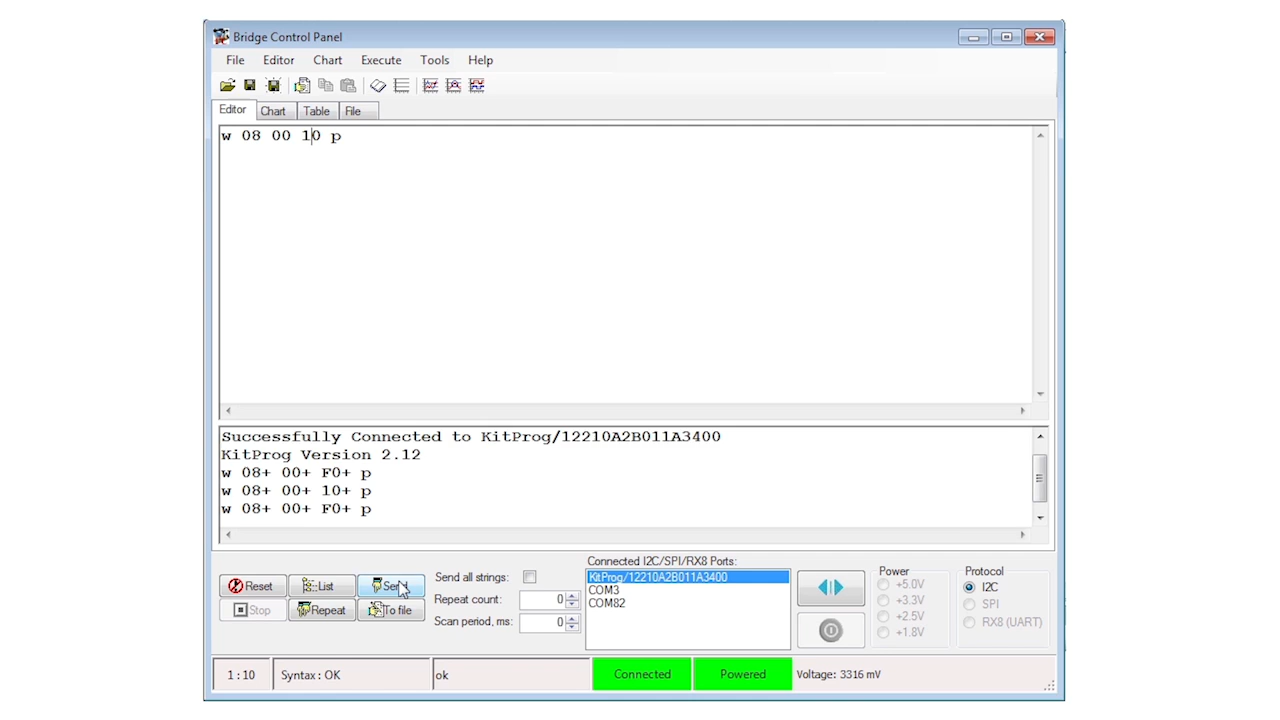 Bridge Control Panel
File Editor Chart Execute Tools Help
Editor Chart Table File
w 08 00 10 p
Successfully Connected to KitProg/12210A2B011A3400
KitProg Version 2.12
w 08+ 00+ F0+ p
w 08+ 00+ 10+ p
w 08+ 00+ F0+ p
Reset List Send
Stop Repeat To file
Send all strings:
Repeat count: 0
Scan period, ms: 0
Connected I2C/SPI/RX8 Ports:
KitProg/12210A2B011A3400
COM3
COM82
Power
+5.0V
+3.3V
+2.5V
+1.8V
Protocol
I2C
SPI
RX8 (UART)
1:10 Syntax: OK ok Connected Powered Voltage: 3316 mV